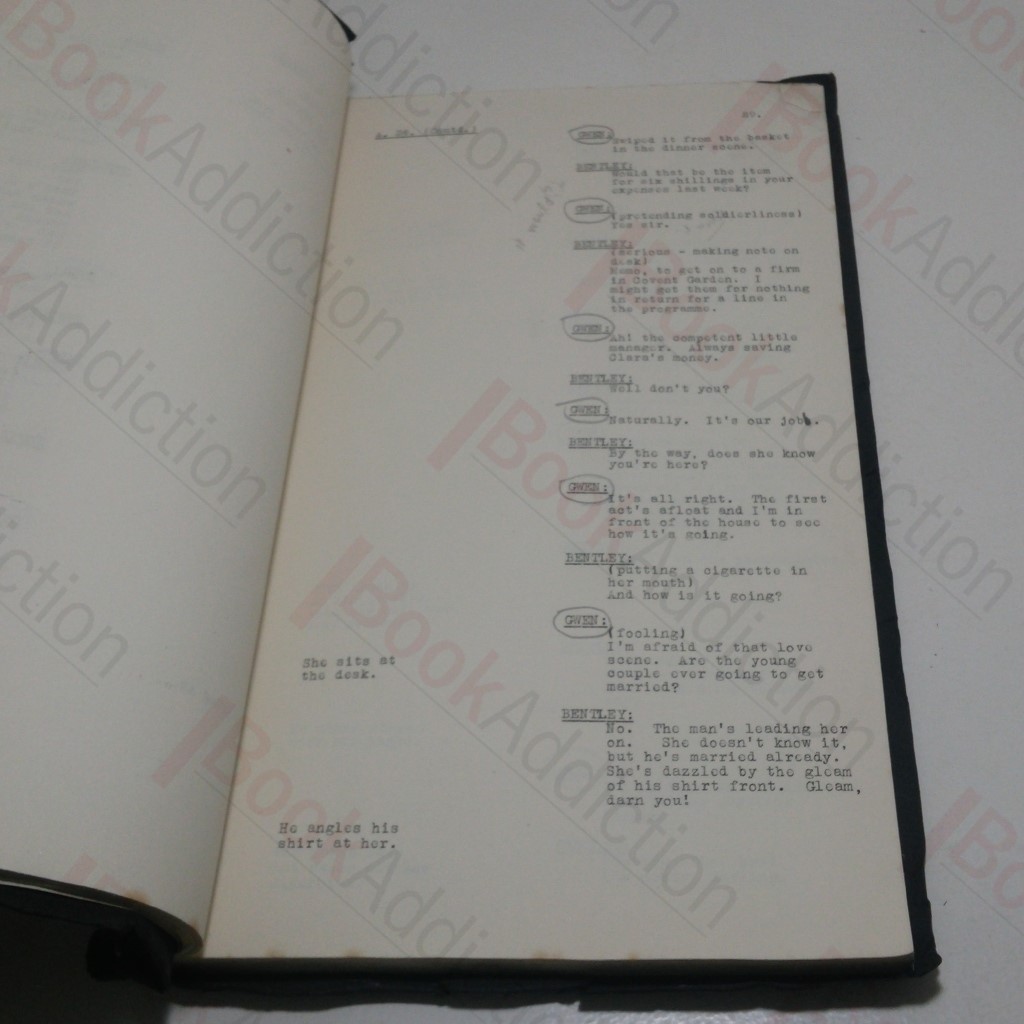 87.
A. 24. (Contd.)
GWEN:
Swiped it from the basket
in the dinner scene.
BENTLEY:
Would that be the item
for six shillings in your
expenses last week?
GWEN:
(pretending soldierliness)
Yes sir.
BENTLEY:
(serious - making note on
desk)
Memo, to get on to a firm
in Covent Garden. I
might get them for nothing
in return for a line in
the programme.
GWEN:
Ah! the competent little
manager. Always saving
Clara's money.
BENTLEY:
Well don't you?
GWEN:
Naturally. It's our job.
BENTLEY:
By the way, does she know
you're here?
GWEN:
It's all right. The first
act's afloat and I'm in
front of the house to see
how it's going.
BENTLEY:
(putting a cigarette in
her mouth)
And how is it going?
GWEN:
(fooling)
I'm afraid of that love
scene. Are the young
couple ever going to get
married?
She sits at
the desk.
BENTLEY:
No. The man's leading her
on. She doesn't know it,
but he's married already.
She's dazzled by the gleam
of his shirt front. Gleam,
darn you!
He angles his
shirt at her.
BookAddiction
BookAddiction
BookAddiction
BookAddiction
BookAddiction